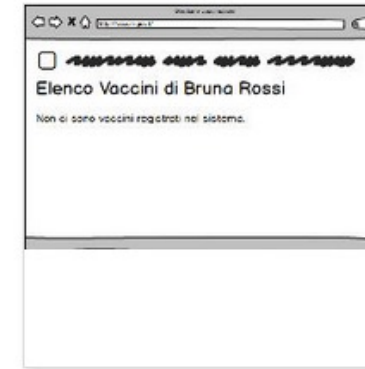 Elenco Vaccini di Bruna Rossi
Non ci sono vaccini registrati nel sistema.